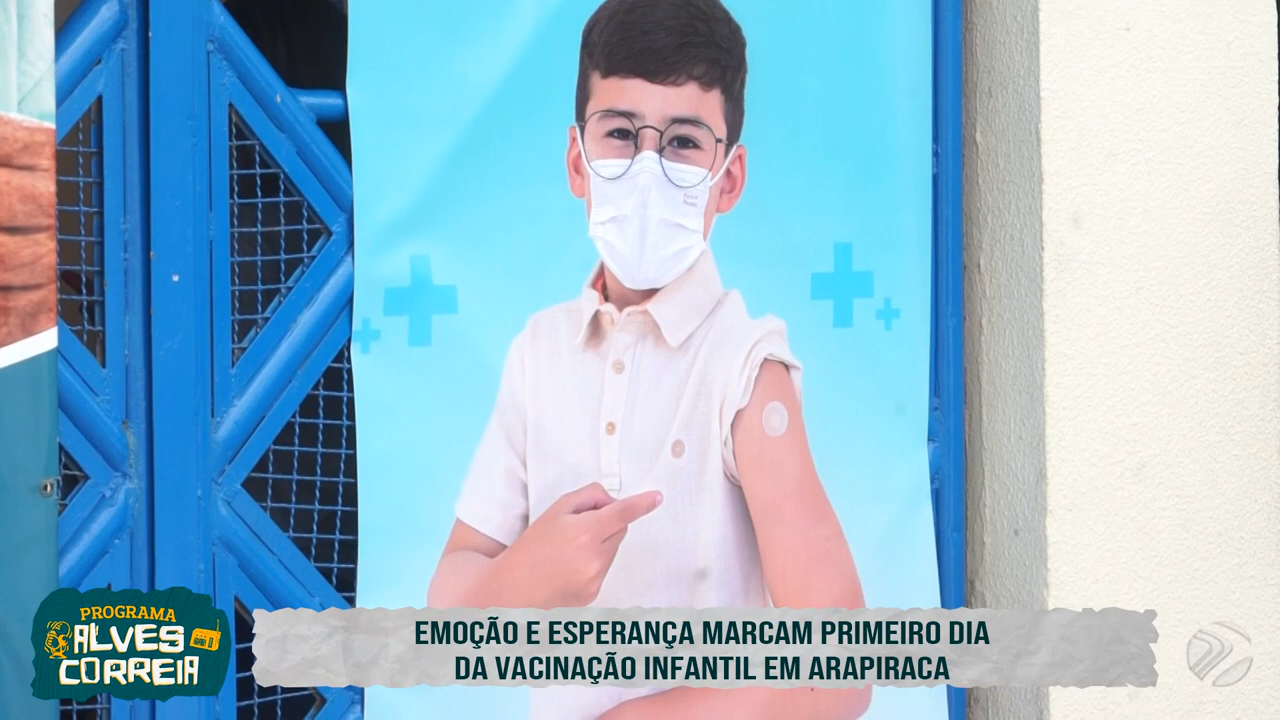 PROGRAMA
ALVES
CORREIA
EMOÇÃO E ESPERANÇA MARCAM PRIMEIRO DIA
DA VACINAÇÃO INFANTIL EM ARAPIRACA